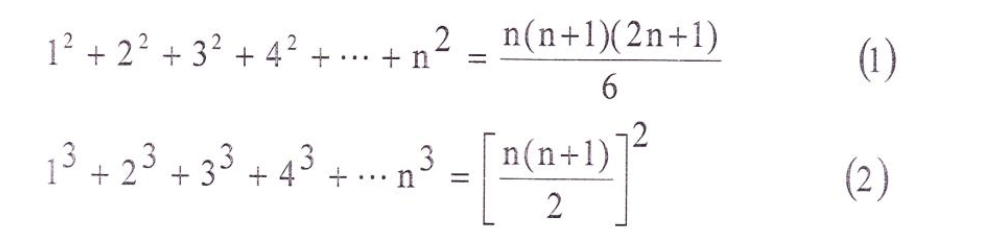 1² + 2² + 3² + 4² + ⋯ + n² = n(n+1)(2n+1) / 6 (1)
1³ + 2³ + 3³ + 4³ + ⋯ n³ = [n(n+1) / 2]² (2)